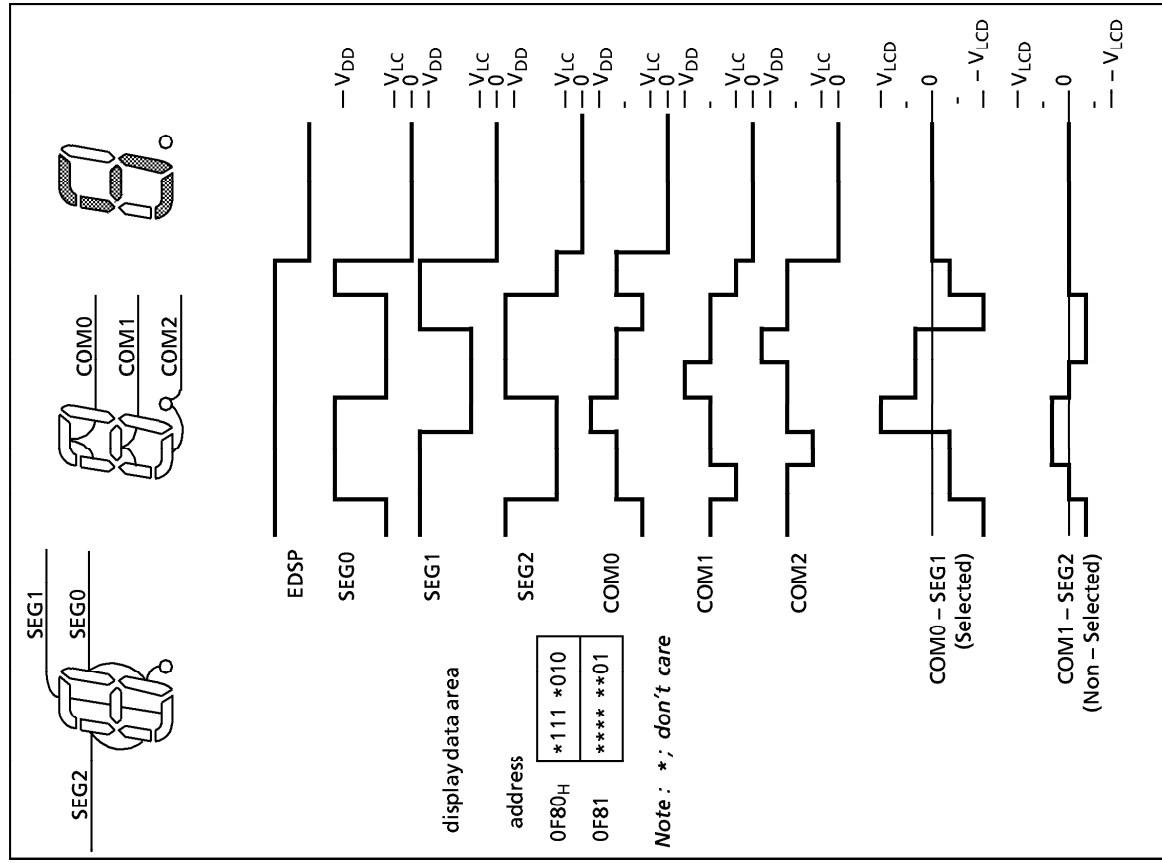 SEG1
SEG0
SEG2
COM0
COM1
COM2
display data area
address
0F80H *111 *010
0F81 **** **01
Note : *; don't care
EDSP
SEG0
VDD
VLC
0
SEG1
VDD
VLC
0
SEG2
VDD
VLC
0
COM0
VDD
VLC
0
COM1
VDD
VLC
0
COM2
VDD
VLC
0
COM0 – SEG1
(Selected)
VLCD
0
– VLCD
COM1 – SEG2
(Non – Selected)
VLCD
0
– VLCD